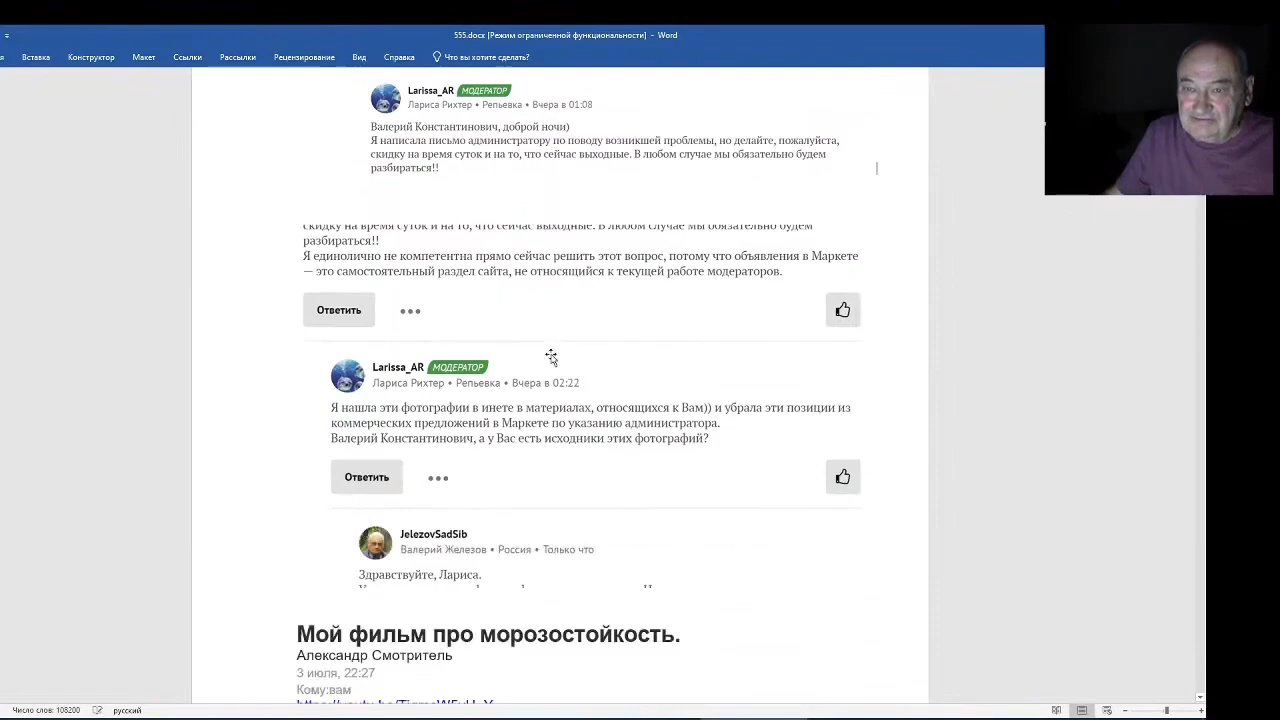 555.docx [Режим ограниченной функциональности] – Word
Вставка Конструктор Макет Ссылки Рассылки Рецензирование Вид Справка Что вы хотите сделать?
Larissa_AR МОДЕРАТОР
Лариса Рихтер • Репьевка • Вчера в 01:08
Валерий Константинович, доброй ночи)
Я написала письмо администратору по поводу возникшей проблемы, но делайте, пожалуйста,
скидку на время суток и на то, что сейчас выходные. В любом случае мы обязательно будем
разбираться!!
скидку на время суток и на то, что сейчас выходные. В любом случае мы обязательно будем
разбираться!!
Я единолично не компетентна прямо сейчас решить этот вопрос, потому что объявления в Маркете
— это самостоятельный раздел сайта, не относящийся к текущей работе модераторов.
Ответить
Larissa_AR МОДЕРАТОР
Лариса Рихтер • Репьевка • Вчера в 02:22
Я нашла эти фотографии в инете в материалах, относящихся к Вам)) и убрала эти позиции из
коммерческих предложений в Маркете по указанию администратора.
Валерий Константинович, а у Вас есть исходники этих фотографий?
Ответить
JelezovSadSib
Валерий Железов • Россия • Только что
Здравствуйте, Лариса.
Мой фильм про морозостойкость.
Александр Смотритель
3 июля, 22:27
Кому:вам
Число слов: 108200 русский